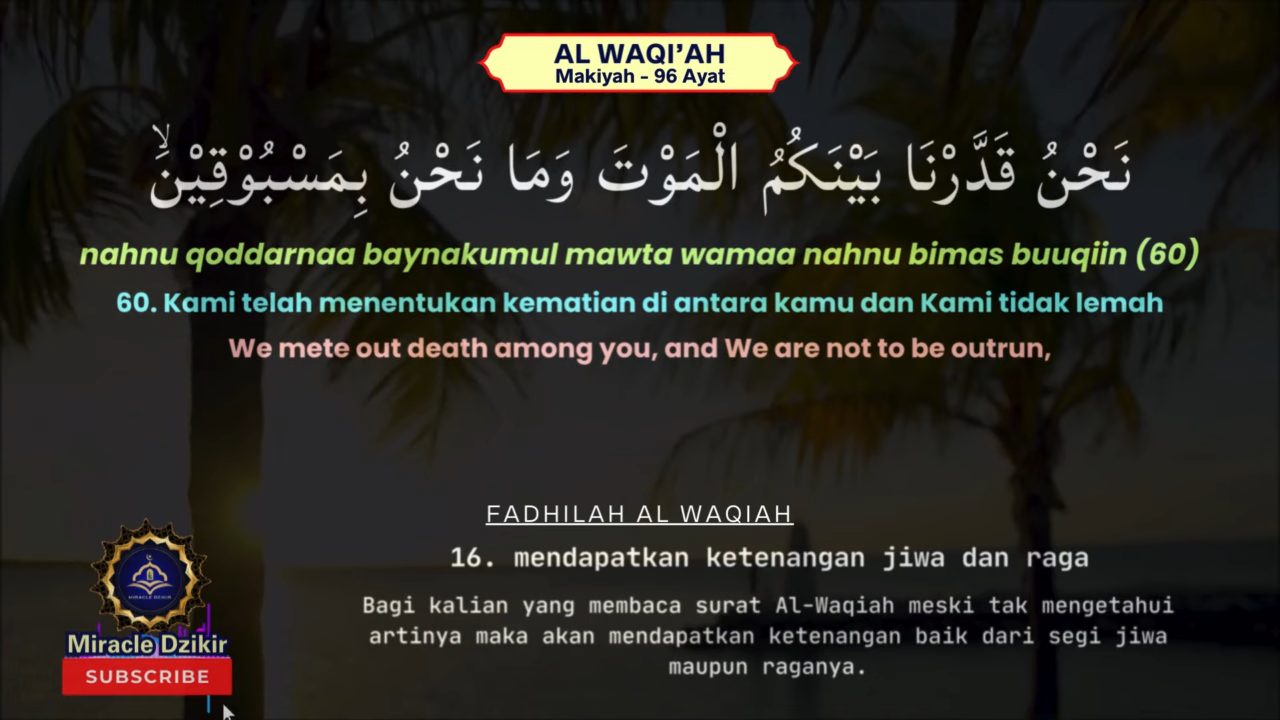 AL WAQI’AH
Makiyah - 96 Ayat
نَحْنُ قَدَّرْنَا بَيْنَكُمُ الْمَوْتَ وَمَا نَحْنُ بِمَسْبُوْقِيْنَۙ
nahnu qoddarnaa baynakumul mawta wamaa nahnu bimas buuqiin (60)
60. Kami telah menentukan kematian di antara kamu dan Kami tidak lemah
We mete out death among you, and We are not to be outrun,
FADHILAH AL WAQIAH
16. mendapatkan ketenangan jiwa dan raga
Bagi kalian yang membaca surat Al-Waqiah meski tak mengetahui
artinya maka akan mendapatkan ketenangan baik dari segi jiwa
maupun raganya.
MIRACLE DZIKIR
Miracle Dzikir
SUBSCRIBE